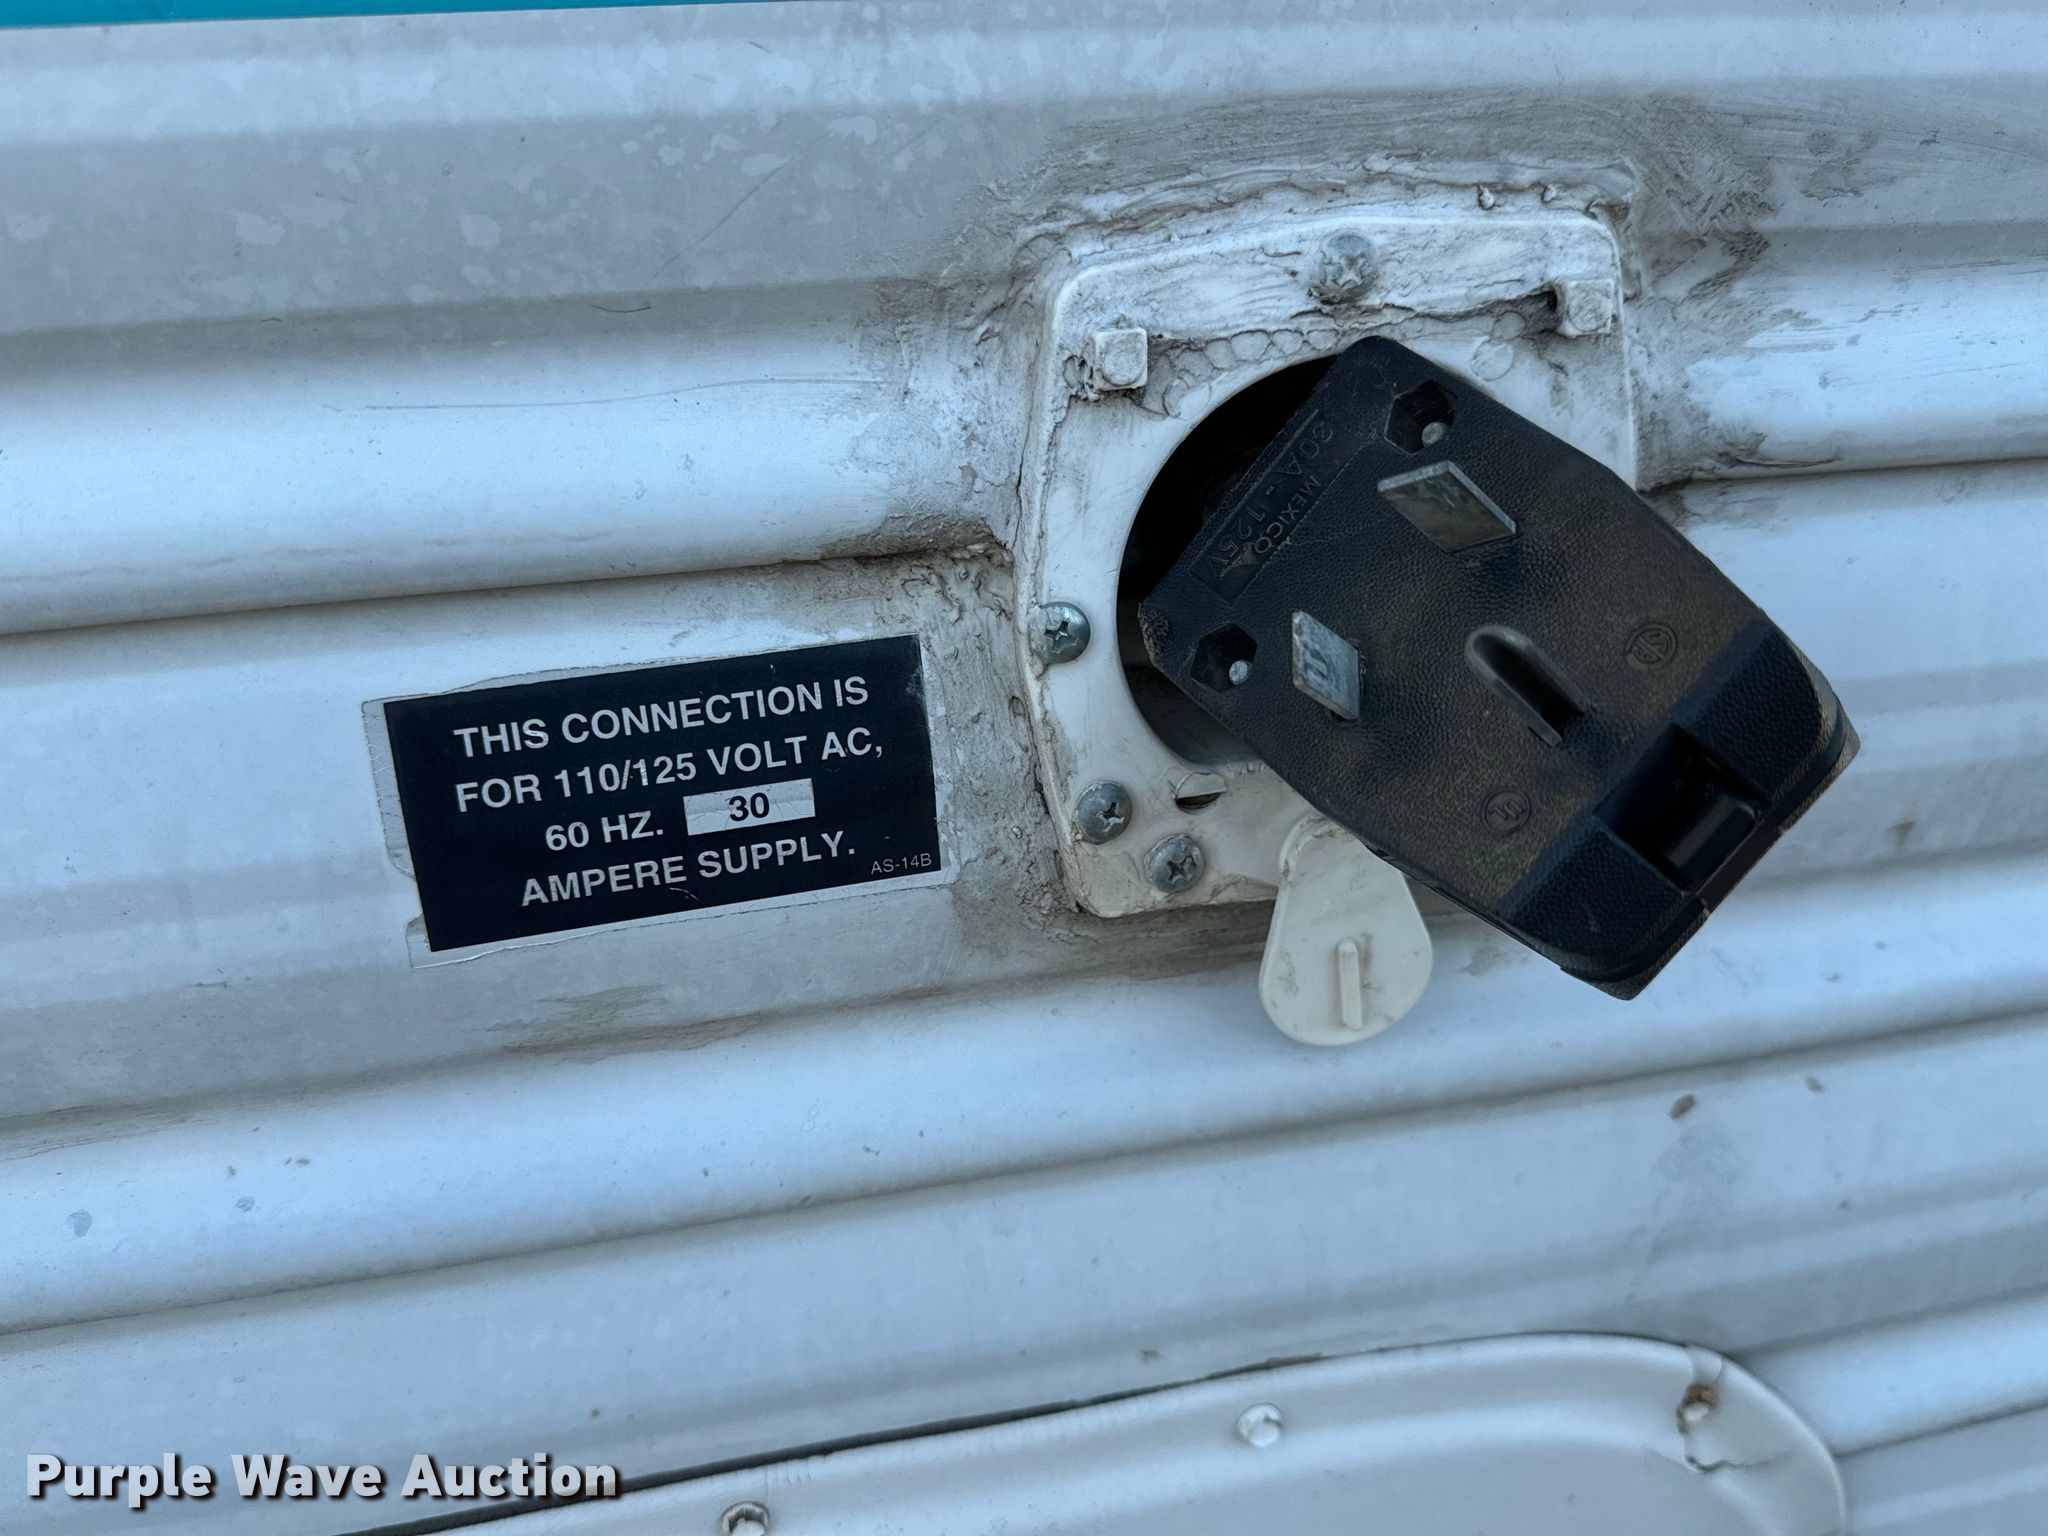 THIS CONNECTION IS
FOR 110/125 VOLT AC,
60 HZ. 30
AMPERE SUPPLY.
AS-14B
30A-125V
MEXICO
UL
Purple Wave Auction